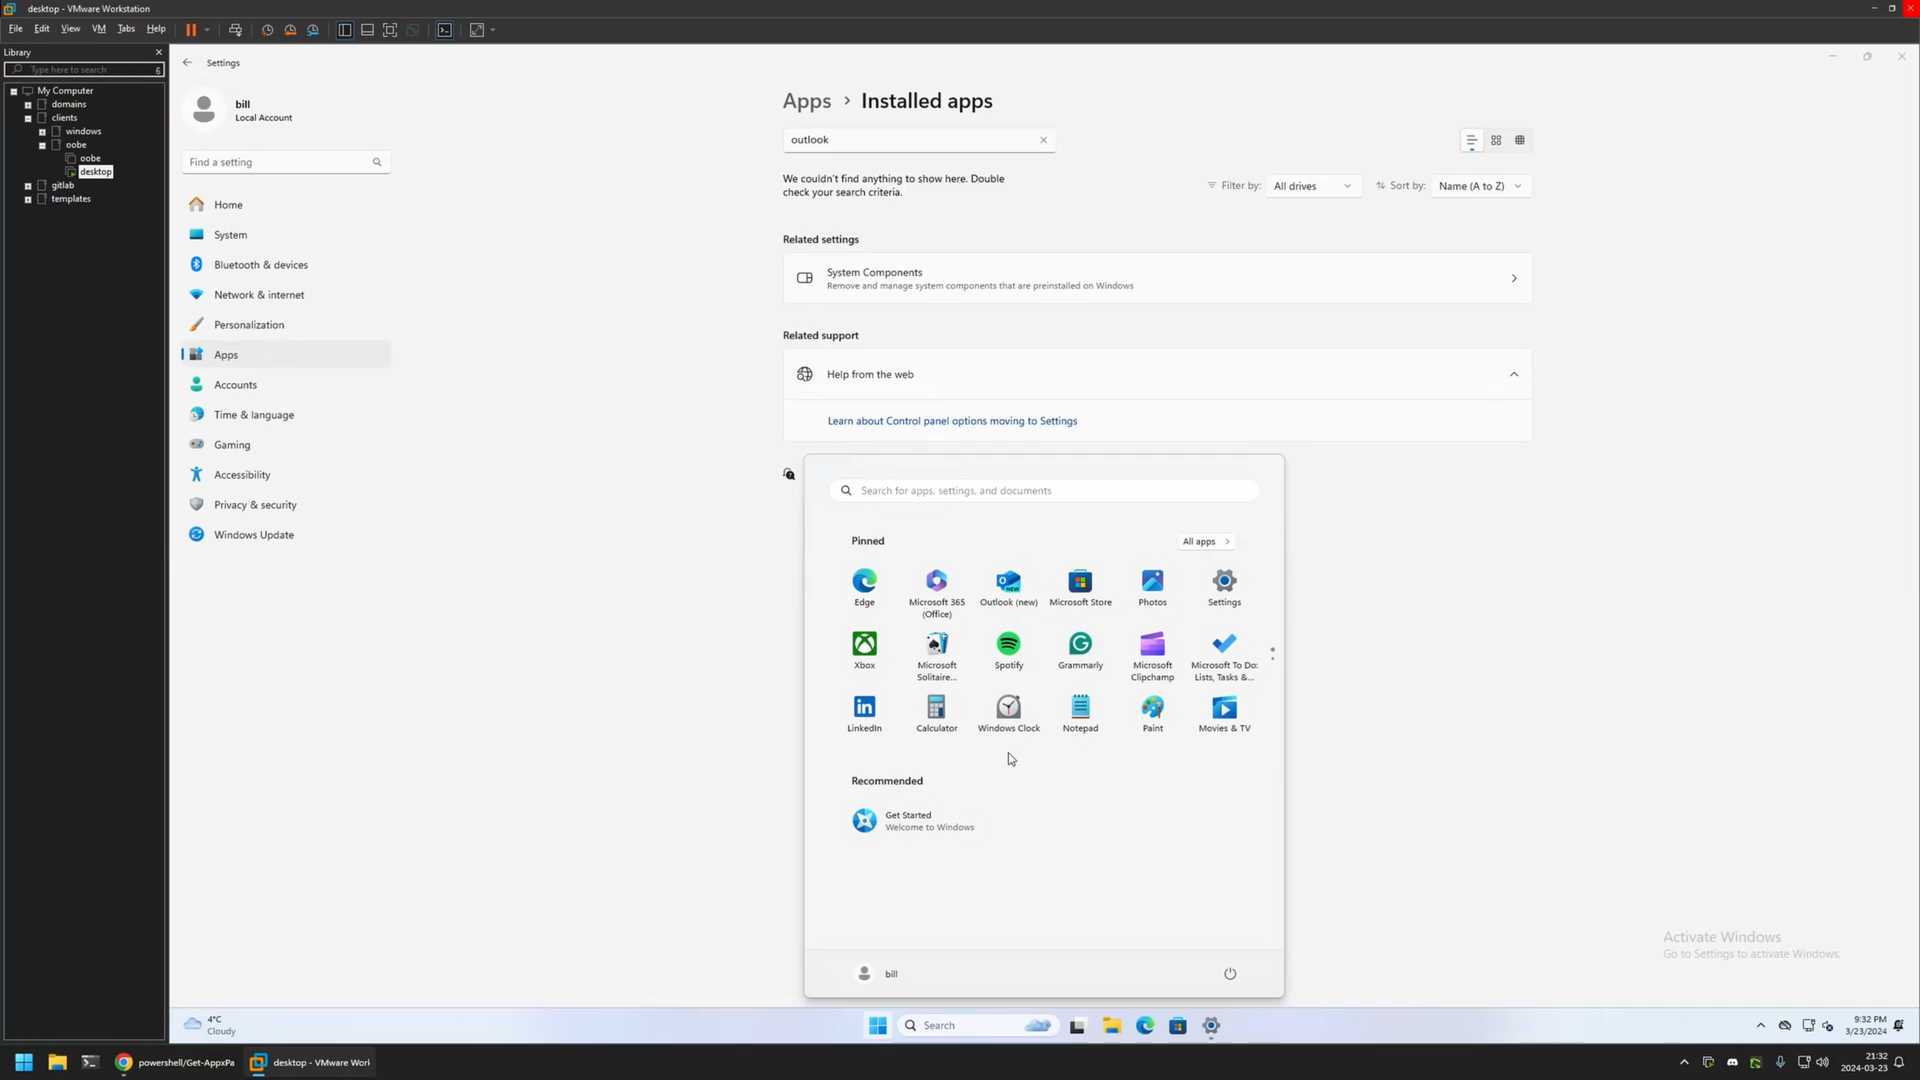 desktop - VMware Workstation
File Edit View VM Tabs Help
Library
Type here to search
My Computer
domains
clients
windows
oobe
oobe
desktop
gitlab
templates
Settings
bill
Local Account
Find a setting
Home
System
Bluetooth & devices
Network & internet
Personalization
Apps
Accounts
Time & language
Gaming
Accessibility
Privacy & security
Windows Update
Apps > Installed apps
outlook
We couldn't find anything to show here. Double
check your search criteria.
Filter by: All drives
Sort by: Name (A to Z)
Related settings
System Components
Remove and manage system components that are preinstalled on Windows
Related support
Help from the web
Learn about Control panel options moving to Settings
Search for apps, settings, and documents
Pinned
All apps >
Edge
Microsoft 365
(Office)
NEW
Outlook (new)
Microsoft Store
Photos
Settings
Xbox
Microsoft
Solitaire...
Spotify
Grammarly
Microsoft
Clipchamp
Microsoft To Do:
Lists, Tasks &...
in
LinkedIn
Calculator
Windows Clock
Notepad
Paint
Movies & TV
Recommended
Get Started
Welcome to Windows
bill
Activate Windows
Go to Settings to activate Windows.
4°C
Cloudy
Search
9:32 PM
3/23/2024
powershell/Get-AppxPa
desktop - VMware Work
21:32
2024-03-23